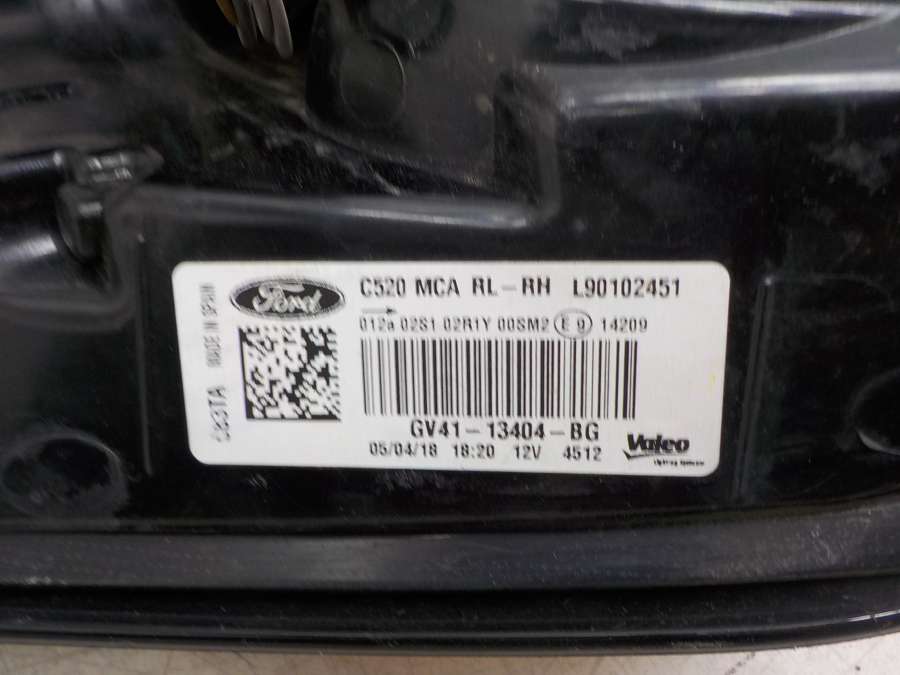 Ford
C520 MCA RL-RH L90102451
012a 02S1 02R1Y 00SM2 E9 14209
GV41-13404-BG
05/04/18 18:20 12V 4512
Valeo
MADE IN SPAIN